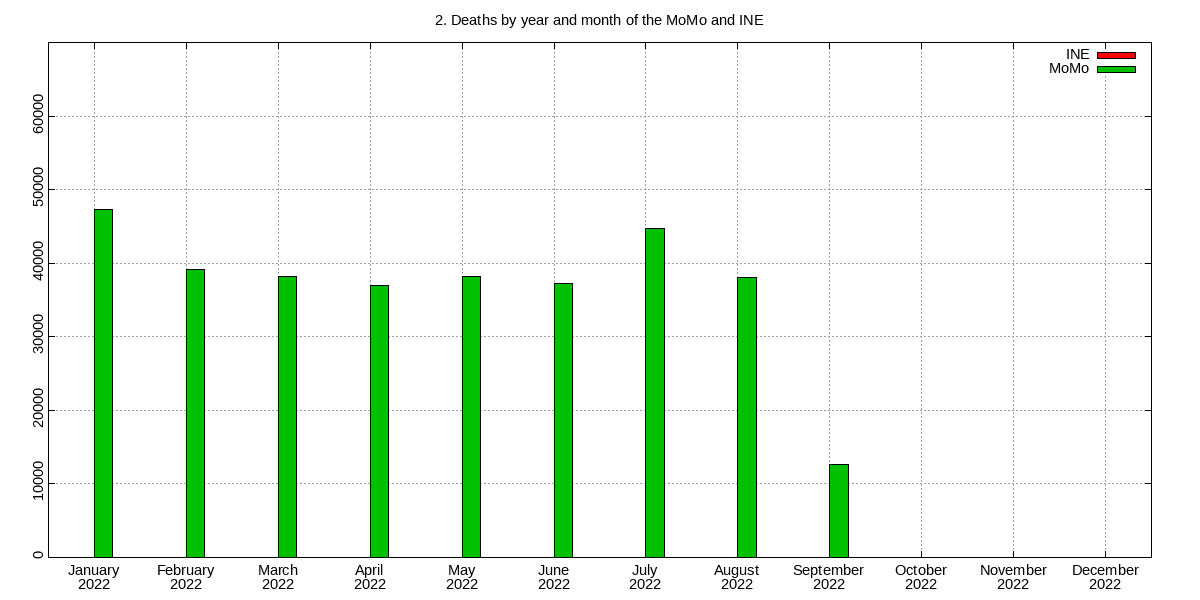 2. Deaths by year and month of the MoMo and INE
INE
MoMo
60000
50000
40000
30000
20000
10000
0
January February March April May June July August September October November December
2022 2022 2022 2022 2022 2022 2022 2022 2022 2022 2022 2022